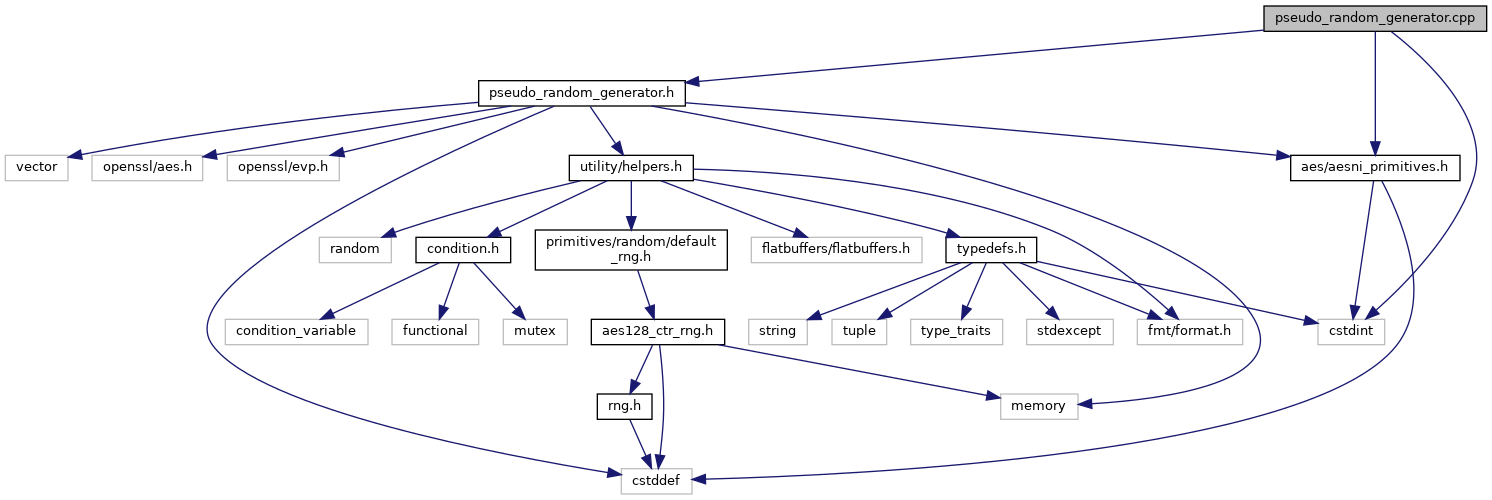 pseudo_random_generator.cpp
pseudo_random_generator.h
vector
openssl/aes.h
openssl/evp.h
utility/helpers.h
aes/aesni_primitives.h
random
condition.h
primitives/random/default
_rng.h
flatbuffers/flatbuffers.h
typedefs.h
condition_variable
functional
mutex
aes128_ctr_rng.h
string
tuple
type_traits
stdexcept
fmt/format.h
cstdint
rng.h
memory
cstddef